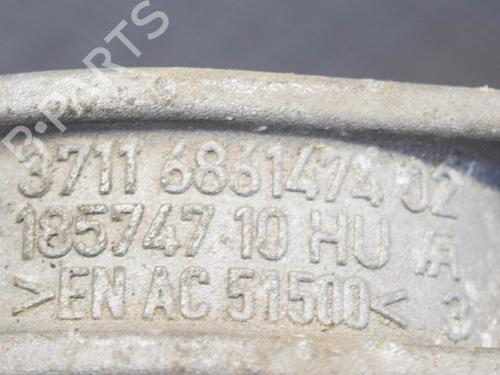 B-PARTS
3711 6861474 02
185747 10 HU /A
>EN AC 51500< 3